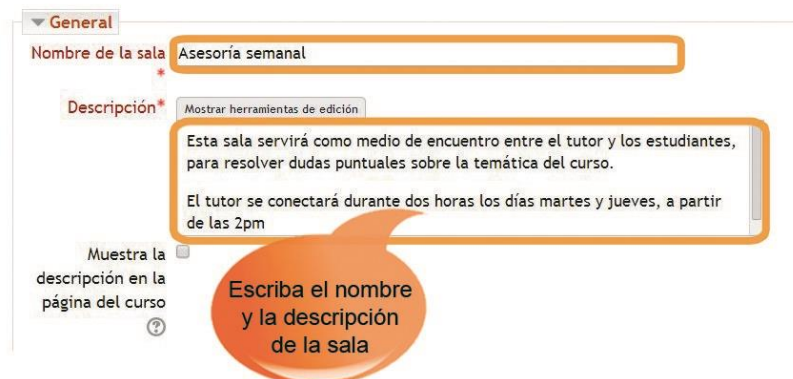 General
Nombre de la sala
*
Asesoría semanal
Descripción*
Mostrar herramientas de edición
Esta sala servirá como medio de encuentro entre el tutor y los estudiantes,
para resolver dudas puntuales sobre la temática del curso.
El tutor se conectará durante dos horas los días martes y jueves, a partir
de las 2pm
Muestra la
descripción en la
página del curso
?
Escriba el nombre
y la descripción
de la sala